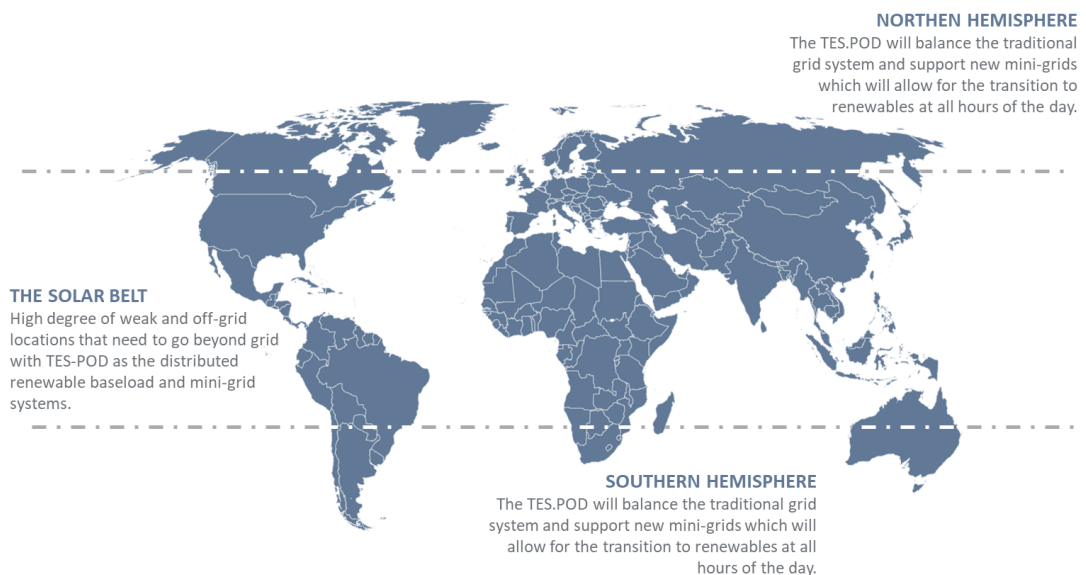 NORTHEN HEMISPHERE
The TES.POD will balance the traditional
grid system and support new mini-grids
which will allow for the transition to
renewables at all hours of the day.
THE SOLAR BELT
High degree of weak and off-grid
locations that need to go beyond grid
with TES-POD as the distributed
renewable baseload and mini-grid
systems.
SOUTHERN HEMISPHERE
The TES.POD will balance the traditional grid
system and support new mini-grids which will
allow for the transition to renewables at all
hours of the day.